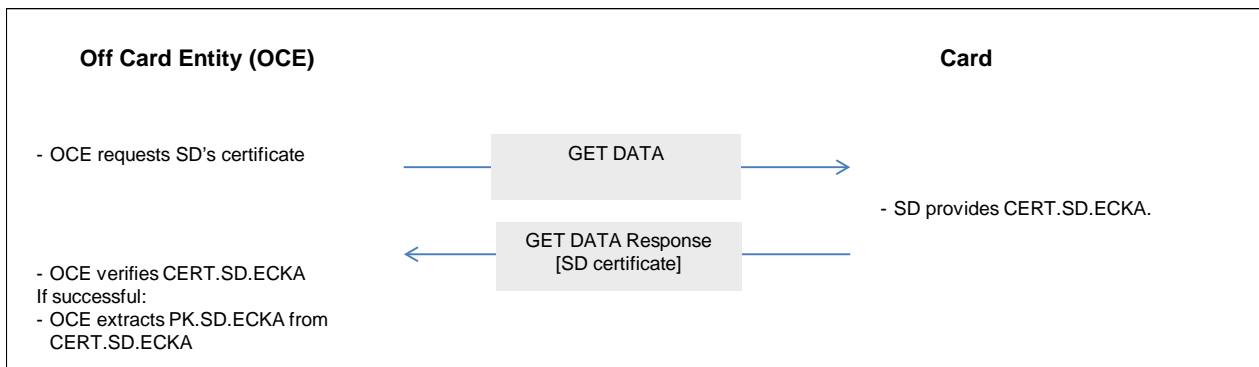 Off Card Entity (OCE)
Card
- OCE requests SD's certificate
GET DATA
- SD provides CERT.SD.ECKA.
GET DATA Response
[SD certificate]
- OCE verifies CERT.SD.ECKA
If successful:
- OCE extracts PK.SD.ECKA from
CERT.SD.ECKA